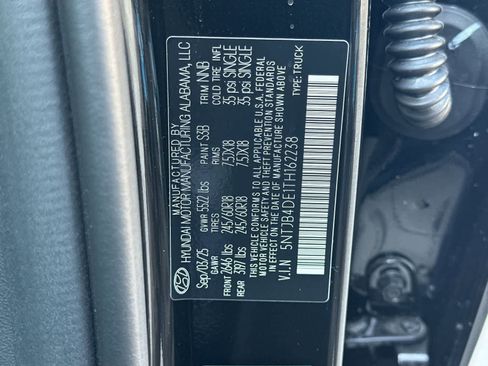 MANUFACTURED BY
HYUNDAI MOTOR MANUFACTURING ALABAMA, LLC
Sep/03/25 GVWR 5522 lbs PAINT S3B TRIM NNB
GAWR COLD TIRE INFL
FRONT 2646 lbs 245/60R18 7.5JX18 35 psi SINGLE
REAR 3197 lbs 245/60R18 7.5JX18 35 psi SINGLE
THIS VEHICLE CONFORMS TO ALL APPLICABLE U.S.A. FEDERAL
MOTOR VEHICLE SAFETY AND THEFT PREVENTION STANDARDS
IN EFFECT ON THE DATE OF MANUFACTURE SHOWN ABOVE
V.I.N 5NTJB4DE1TH162238
TYPE: TRUCK